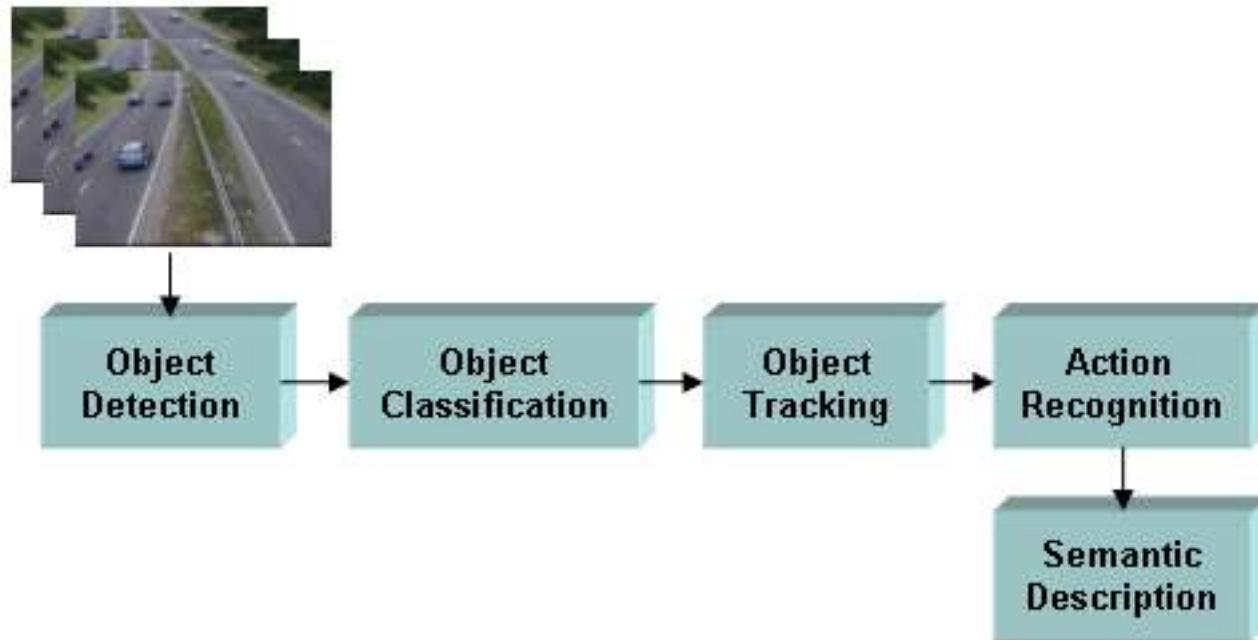 Object
Detection
Object
Classification
Object
Tracking
Action
Recognition
Semantic
Description